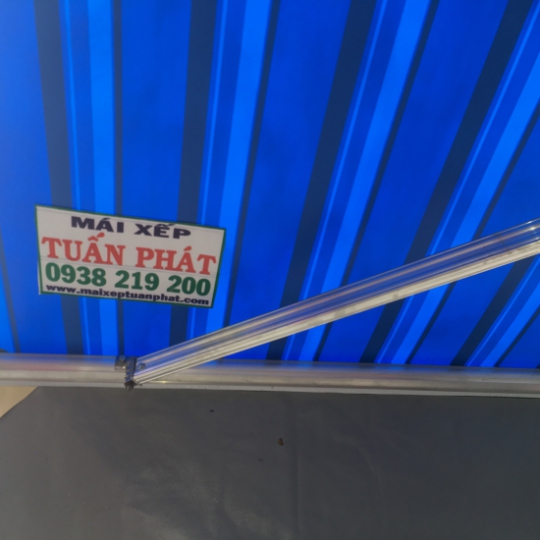 MÁI XẾP
TUẤN PHÁT
0938 219 200
www.maixeptuanphat.com